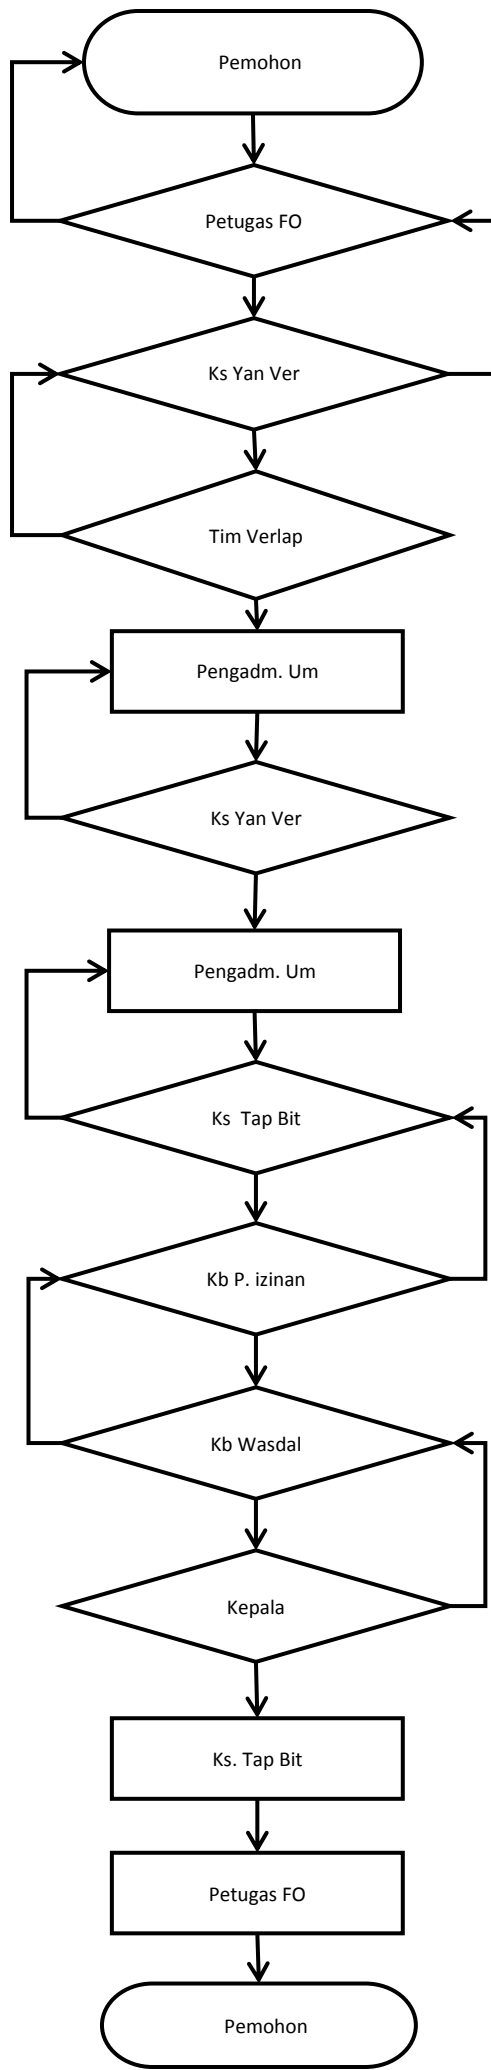 Pemohon
Petugas FO
Ks Yan Ver
Tim Verlap
Pengadm. Um
Ks Yan Ver
Pengadm. Um
Ks  Tap Bit
Kb P. izinan
Kb Wasdal
Kepala
Ks. Tap Bit
Petugas FO
Pemohon